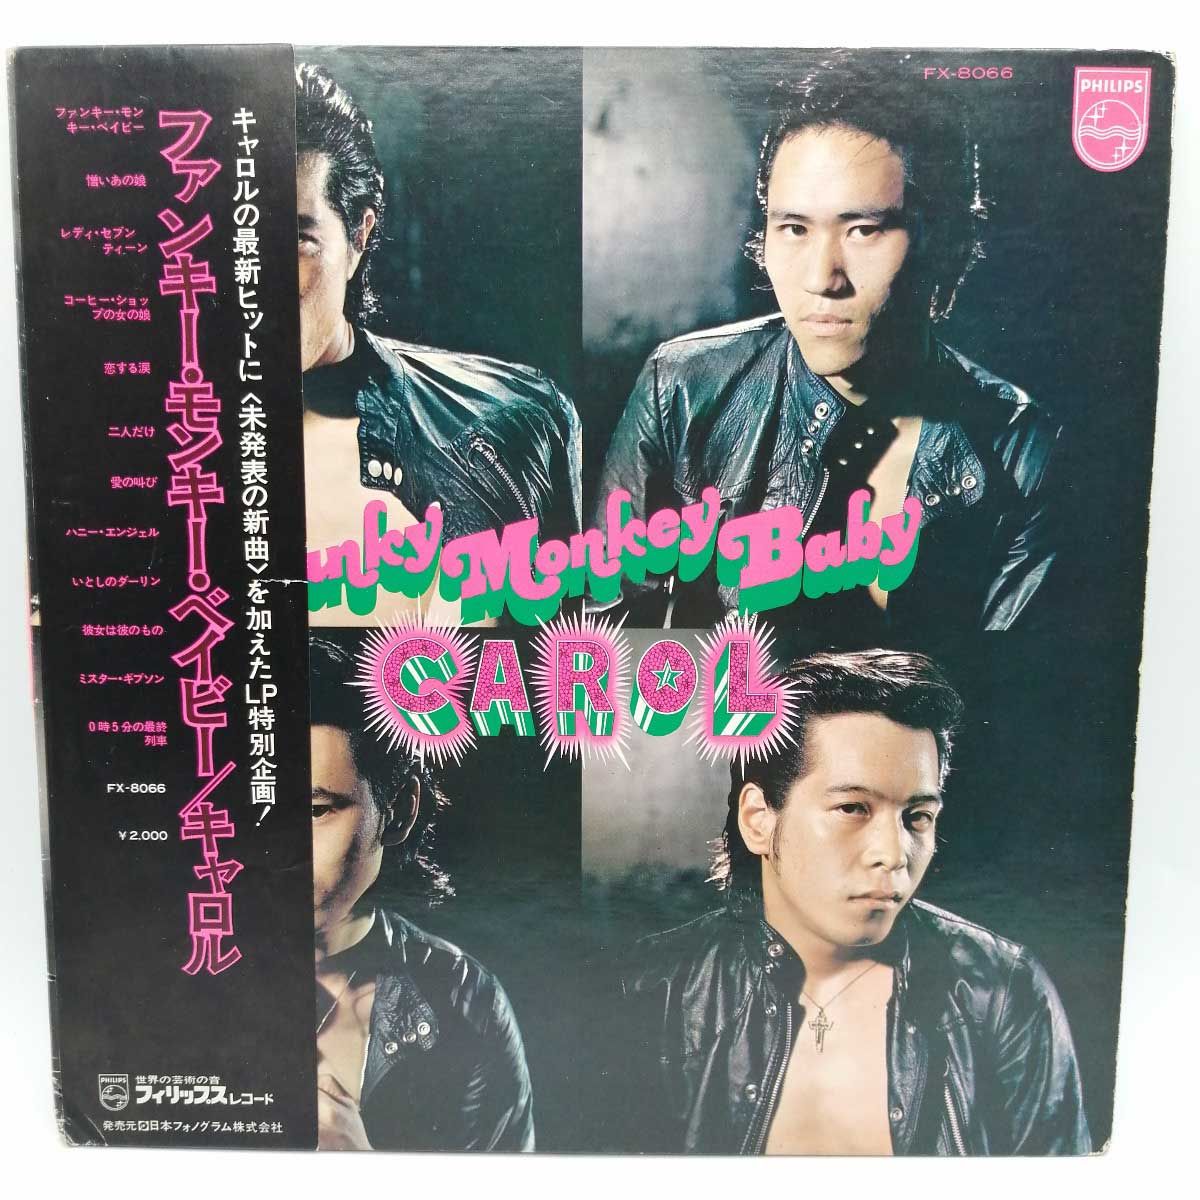 キャロルの最新ヒットに〈未発表の新曲〉を加えたLP特別企画！
ファンキー・モンキー・ベイビー／キャロル
ファンキー・モン
キー・ベイビー
憎いあの娘
レディ・セブン
ティーン
コーヒー・ショッ
プの女の娘
恋する涙
二人だけ
愛の叫び
ハニー・エンジェル
いとしのダーリン
彼女は彼のもの
ミスター・ギブソン
0時5分の最終
列車
FX-8066
￥2,000
PHILIPS
世界の芸術の音
フィリップスレコード
発売元 日本フォノグラム株式会社
FX-8066
PHILIPS
unky Monkey Baby
CAROL